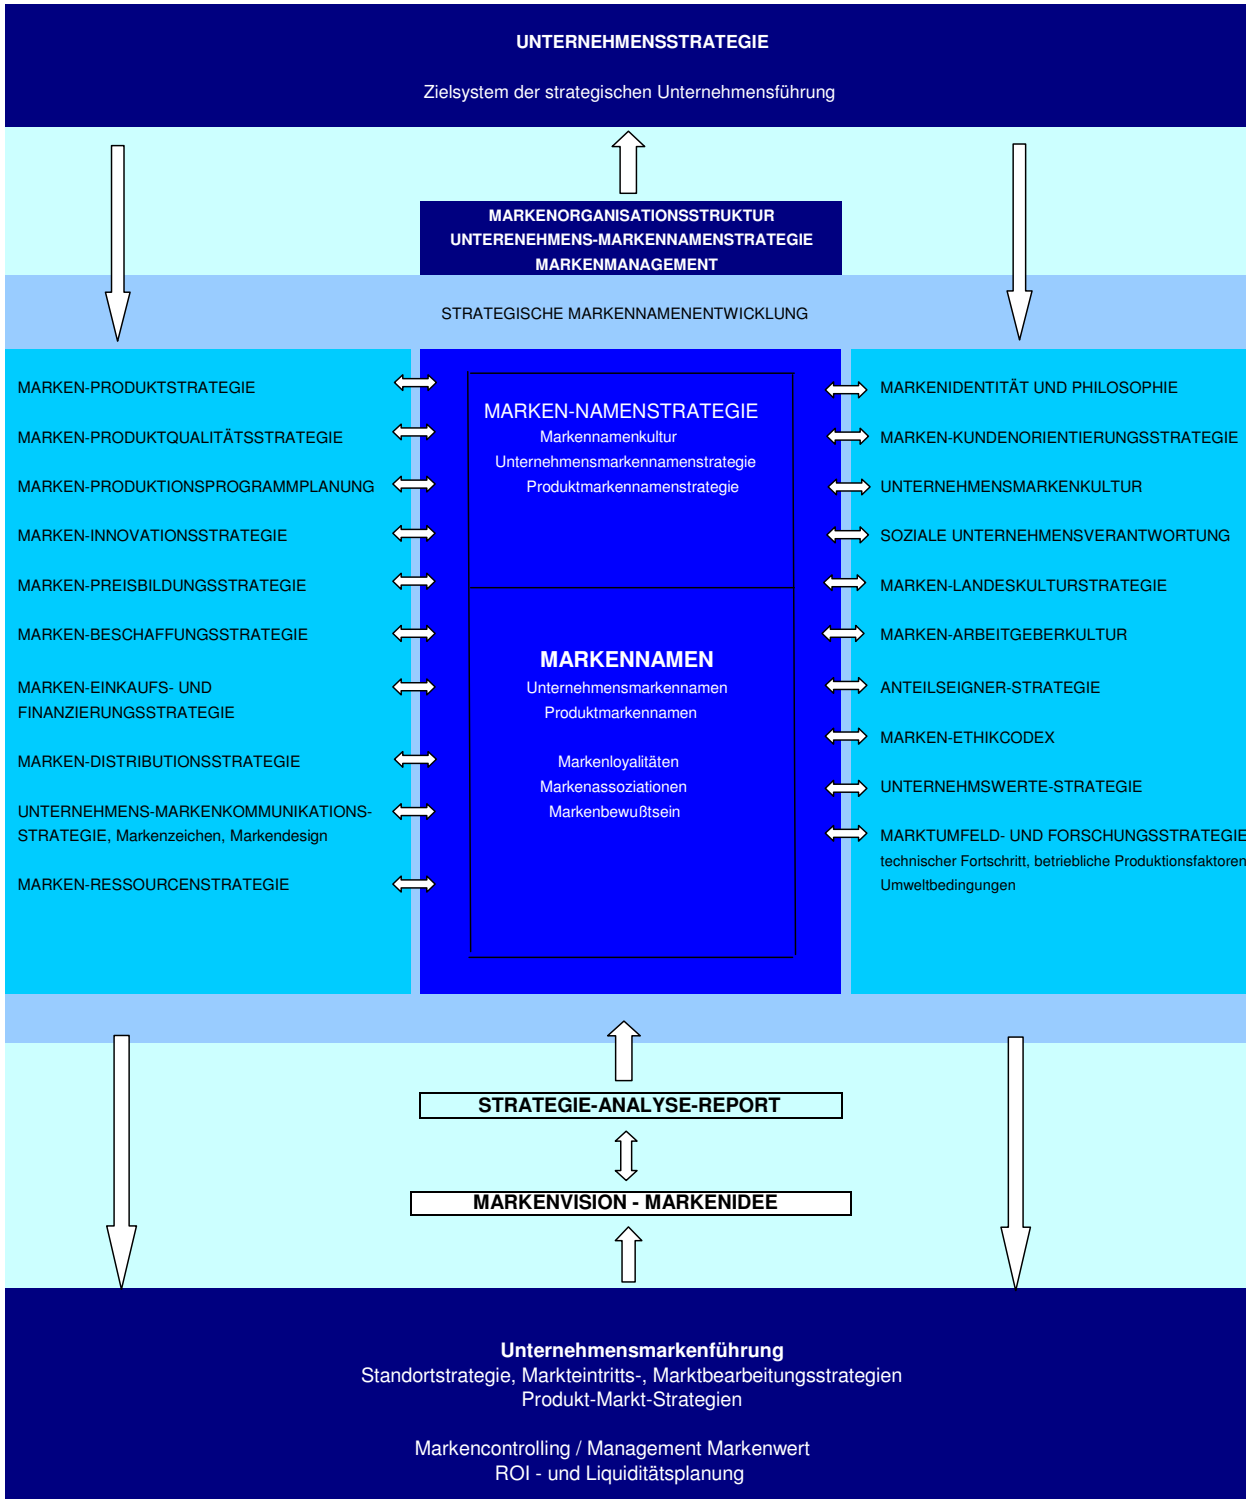 UNTERNEHMENSSTRATEGIE
Zielsystem der strategischen Unternehmensführung
MARKENORGANISATIONSSTRUKTUR
UNTERENEHMENS-MARKENNAMENSTRATEGIE
MARKENMANAGEMENT
STRATEGISCHE MARKENNAMENENTWICKLUNG
MARKEN-PRODUKTSTRATEGIE
MARKEN-PRODUKTQUALITÄTSSTRATEGIE
MARKEN-PRODUKTIONSPROGRAMMPLANUNG
MARKEN-INNOVATIONSSTRATEGIE
MARKEN-PREISBILDUNGSSTRATEGIE
MARKEN-BESCHAFFUNGSSTRATEGIE
MARKEN-EINKAUFS- UND
FINANZIERUNGSSTRATEGIE
MARKEN-DISTRIBUTIONSSTRATEGIE
UNTERNEHMENS-MARKENKOMMUNIKATIONS-
STRATEGIE, Markenzeichen, Markendesign
MARKEN-RESSOURCENSTRATEGIE
MARKEN-NAMENSTRATEGIE
Markennamenkultur
Unternehmensmarkennamenstrategie
Produktmarkennamenstrategie
MARKENNAMEN
Unternehmensmarkennamen
Produktmarkennamen
Markenloyalitäten
Markenassoziationen
Markenbewußtsein
MARKENIDENTITÄT UND PHILOSOPHIE
MARKEN-KUNDENORIENTIERUNGSSTRATEGIE
UNTERNEHMENSMARKENKULTUR
SOZIALE UNTERNEHMENSVERANTWORTUNG
MARKEN-LANDESKULTURSTRATEGIE
MARKEN-ARBEITGEBERKULTUR
ANTEILSEIGNER-STRATEGIE
MARKEN-ETHIKCODEX
UNTERNEHMSWERTE-STRATEGIE
MARKTUMFELD- UND FORSCHUNGSSTRATEGIE
technischer Fortschritt, betriebliche Produktionsfaktoren
Umweltbedingungen
STRATEGIE-ANALYSE-REPORT
MARKENVISION - MARKENIDEE
Unternehmensmarkenführung
Standortstrategie, Markteintritts-, Marktbearbeitungsstrategien
Produkt-Markt-Strategien
Markencontrolling / Management Markenwert
ROI - und Liquiditätsplanung